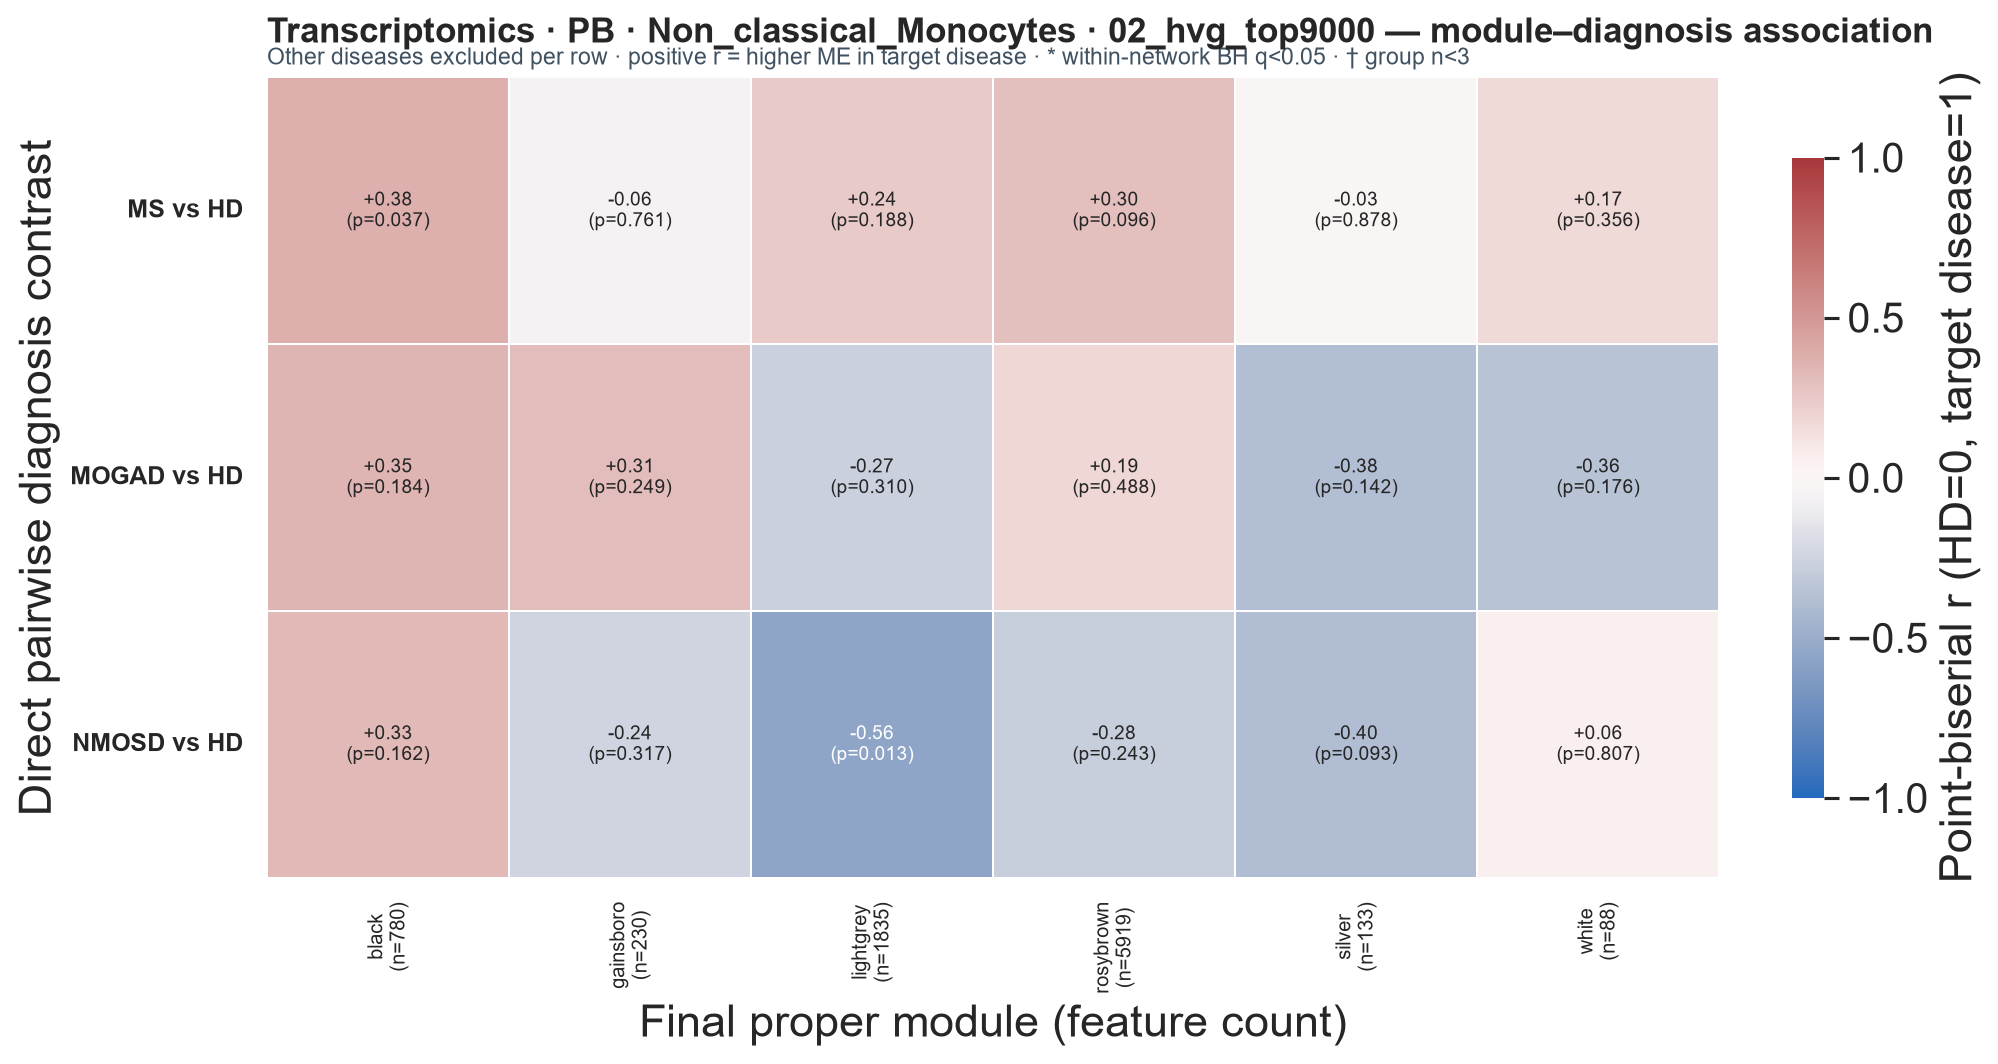 Transcriptomics · PB · Non_classical_Monocytes · 02_hvg_top9000 — module–diagnosis association
Other diseases excluded per row · positive r = higher ME in target disease · * within-network BH q<0.05 · † group n<3
Direct pairwise diagnosis contrast
MS vs HD
+0.38
(p=0.037)
-0.06
(p=0.761)
+0.24
(p=0.188)
+0.30
(p=0.096)
-0.03
(p=0.878)
+0.17
(p=0.356)
MOGAD vs HD
+0.35
(p=0.184)
+0.31
(p=0.249)
-0.27
(p=0.310)
+0.19
(p=0.488)
-0.38
(p=0.142)
-0.36
(p=0.176)
NMOSD vs HD
+0.33
(p=0.162)
-0.24
(p=0.317)
-0.56
(p=0.013)
-0.28
(p=0.243)
-0.40
(p=0.093)
+0.06
(p=0.807)
black
(n=780)
gainsboro
(n=230)
lightgrey
(n=1835)
rosybrown
(n=5919)
silver
(n=133)
white
(n=88)
Final proper module (feature count)
1.0
0.5
0.0
−0.5
−1.0
Point-biserial r (HD=0, target disease=1)